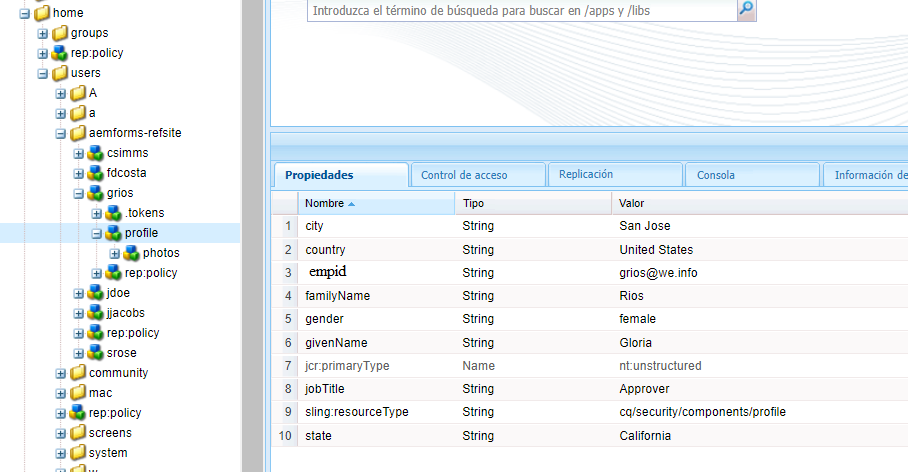 home
groups
rep:policy
users
A
a
aemforms-refsite
csimms
fdcosta
grios
.tokens
profile
photos
rep:policy
jdoe
jjacobs
rep:policy
srose
community
mac
rep:policy
screens
system
Introduzca el término de búsqueda para buscar en /apps y /libs
Propiedades Control de acceso Replicación Consola Información de
Nombre Tipo Valor
1 city String San Jose
2 country String United States
3 empid String grios@we.info
4 familyName String Rios
5 gender String female
6 givenName String Gloria
7 jcr:primaryType Name nt:unstructured
8 jobTitle String Approver
9 sling:resourceType String cq/security/components/profile
10 state String California